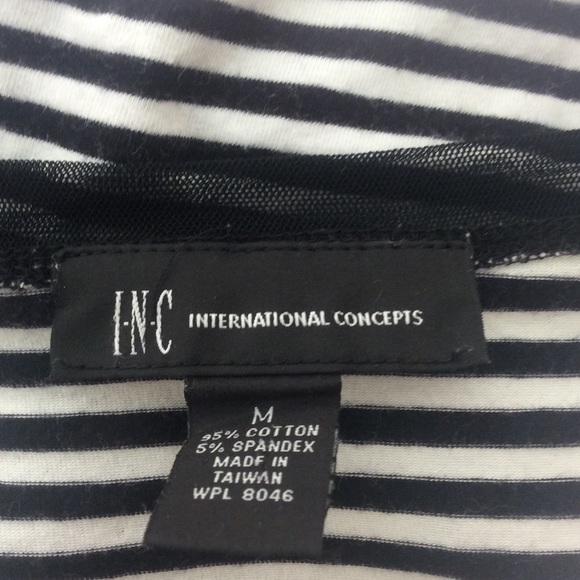 I·N·C INTERNATIONAL CONCEPTS
M
95% COTTON
5% SPANDEX
MADE IN
TAIWAN
WPL 8046